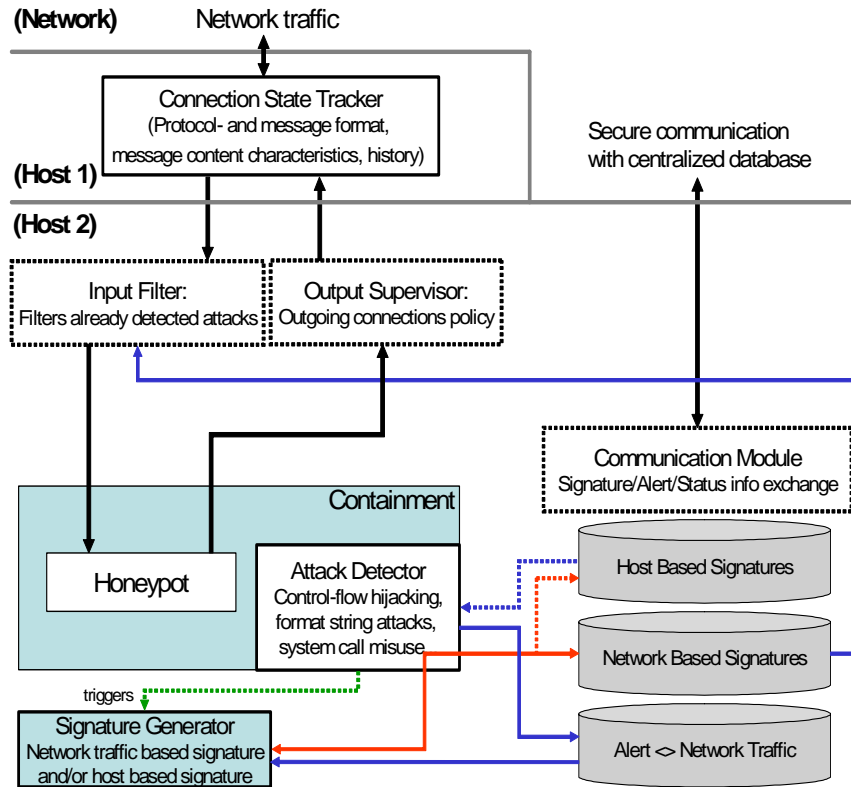 (Network)
Network traffic
Connection State Tracker
(Protocol- and message format,
message content characteristics, history)
Secure communication
with centralized database
(Host 1)
(Host 2)
Input Filter:
Filters already detected attacks
Output Supervisor:
Outgoing connections policy
Communication Module
Signature/Alert/Status info exchange
Containment
Honeypot
Attack Detector
Control-flow hijacking,
format string attacks,
system call misuse
Host Based Signatures
Network Based Signatures
Alert <> Network Traffic
triggers
Signature Generator
Network traffic based signature
and/or host based signature